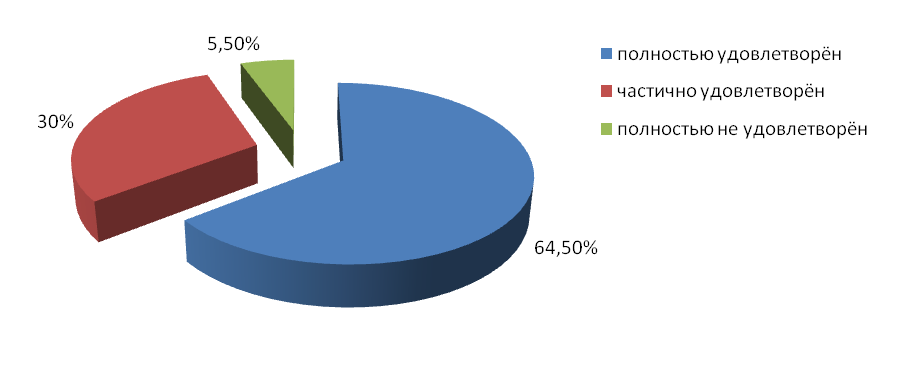 5,50%
полностью удовлетворён
частично удовлетворён
30%
полностью не удовлетворён
64,50%